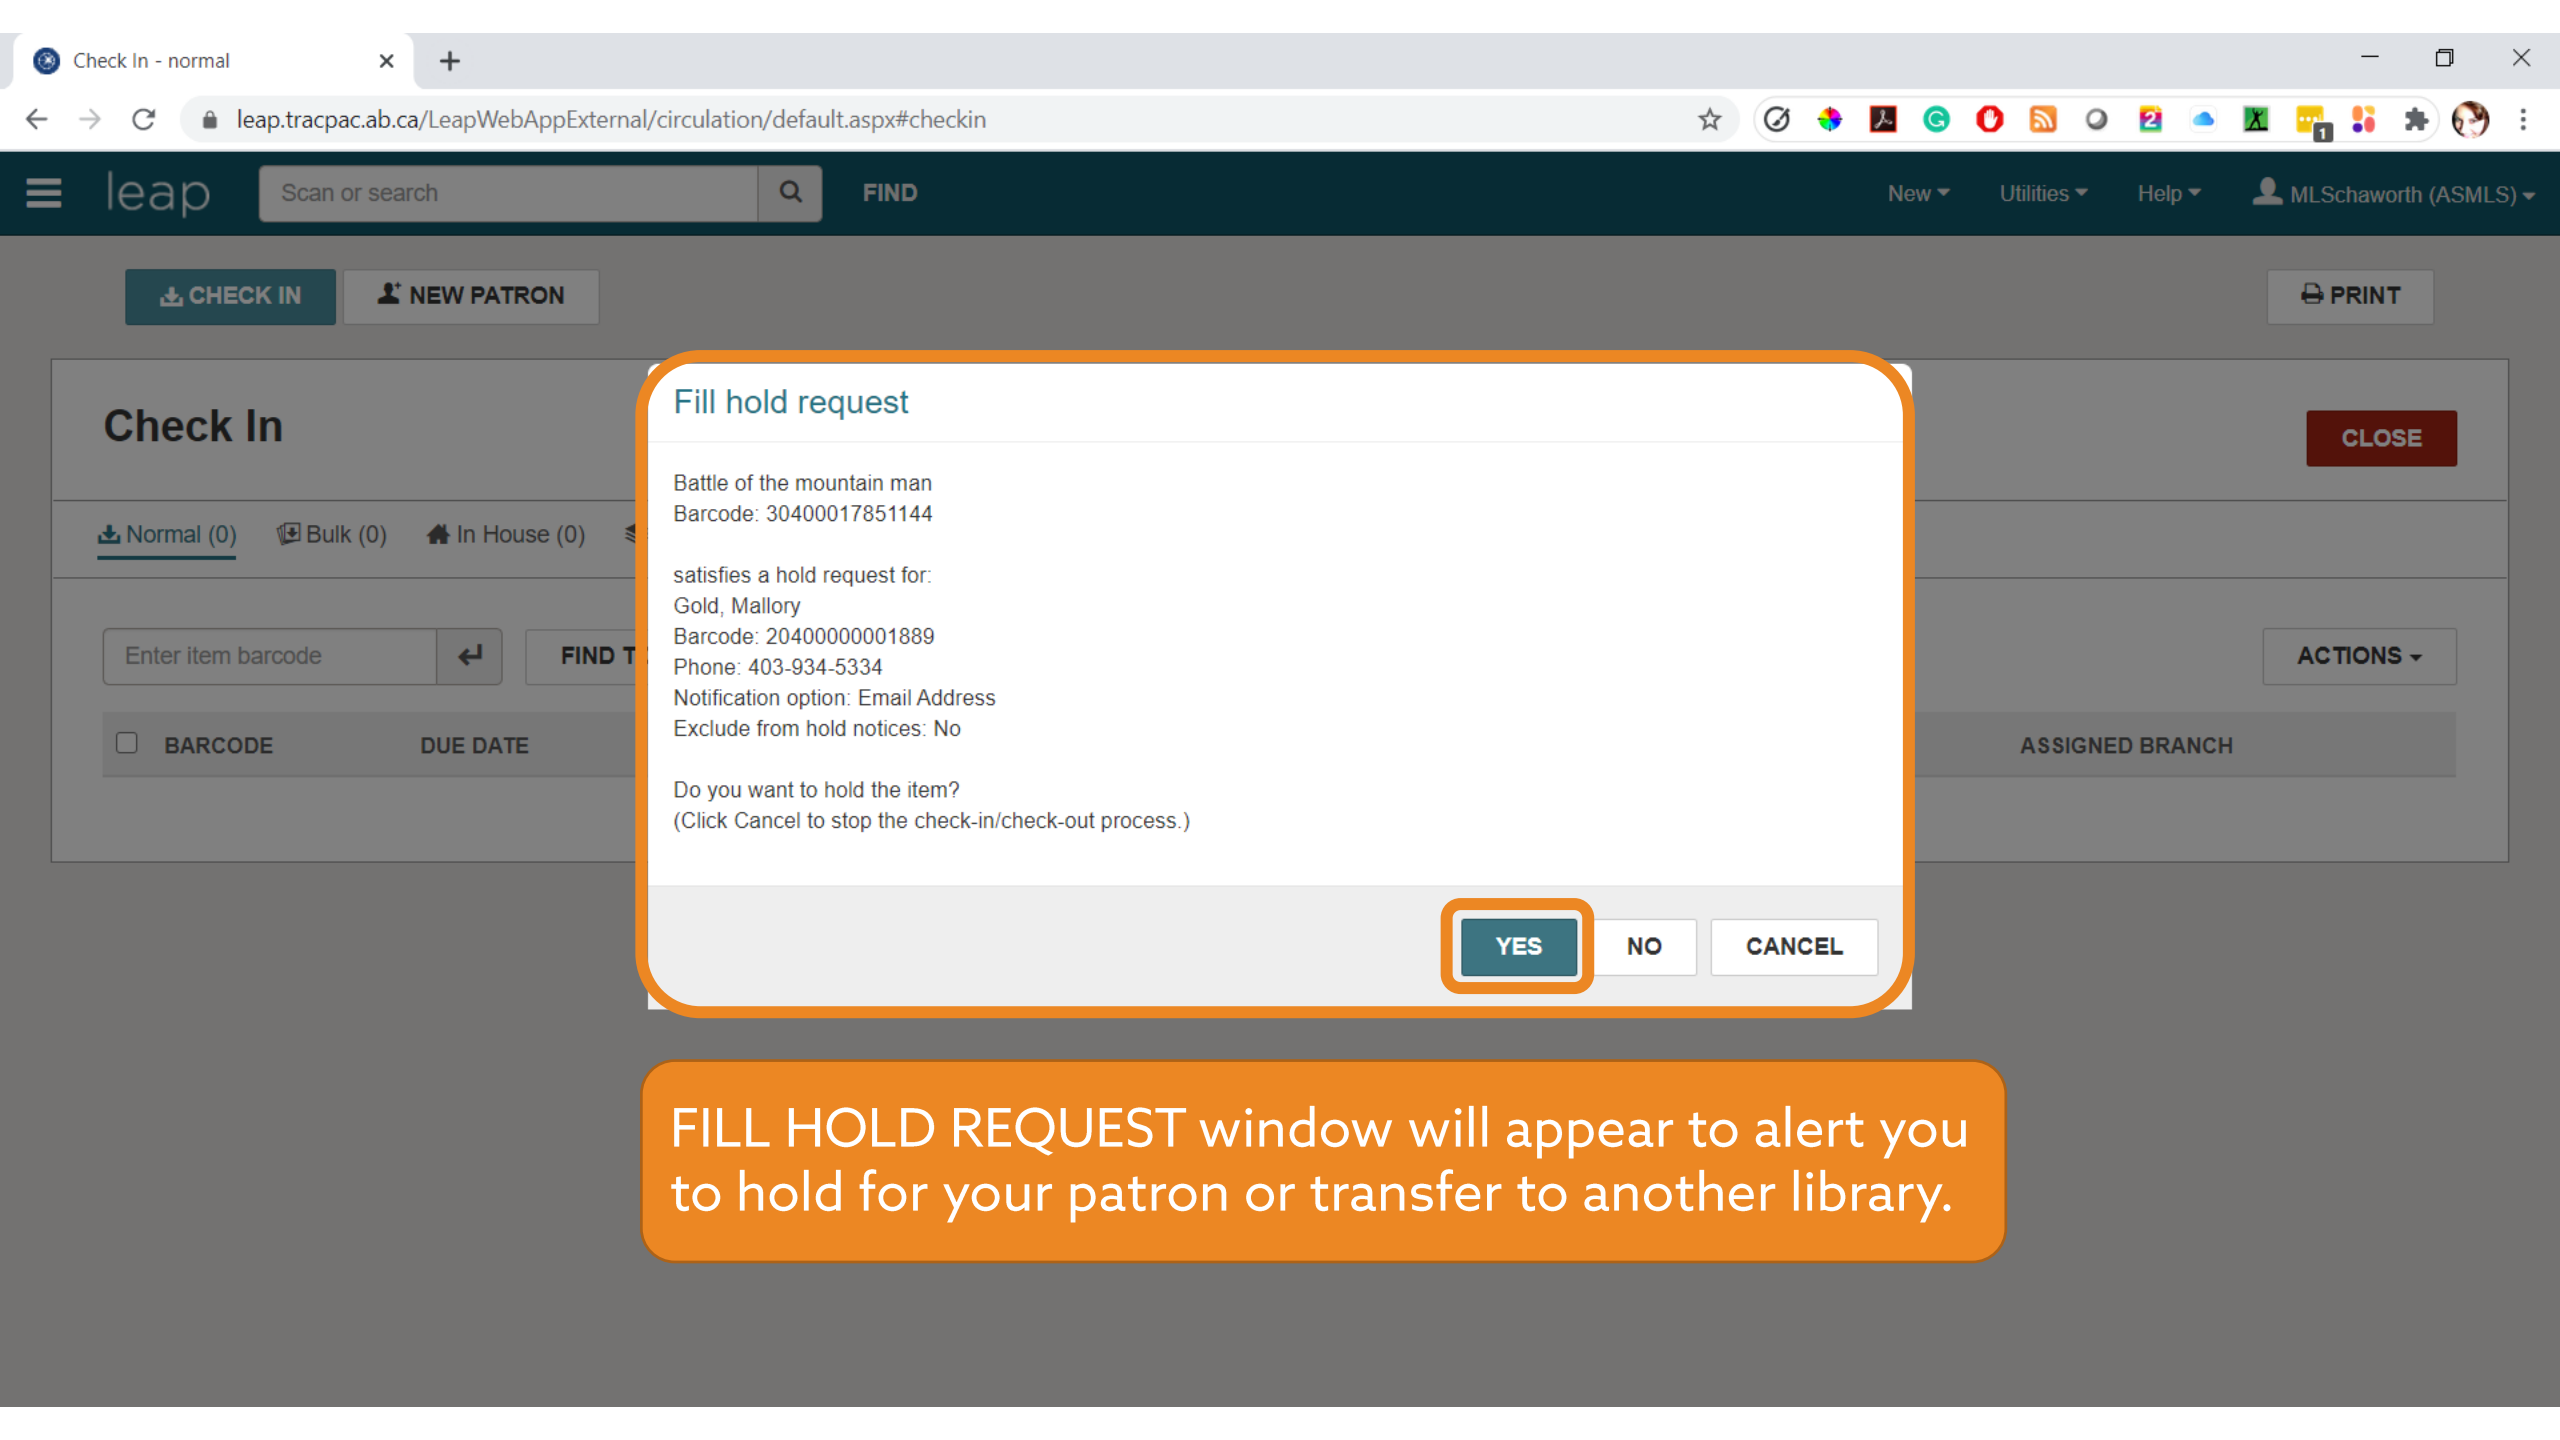 Check In - normal
leap.tracpac.ab.ca/LeapWebAppExternal/circulation/default.aspx#checkin
leap Scan or search FIND New Utilities Help MLSchaworth (ASMLS)
CHECK IN NEW PATRON PRINT
Check In CLOSE
Normal (0) Bulk (0) In House (0)
Enter item barcode FIND ACTIONS
BARCODE DUE DATE ASSIGNED BRANCH
Fill hold request
Battle of the mountain man
Barcode: 30400017851144
satisfies a hold request for:
Gold, Mallory
Barcode: 20400000001889
Phone: 403-934-5334
Notification option: Email Address
Exclude from hold notices: No
Do you want to hold the item?
(Click Cancel to stop the check-in/check-out process.)
YES NO CANCEL
FILL HOLD REQUEST window will appear to alert you
to hold for your patron or transfer to another library.